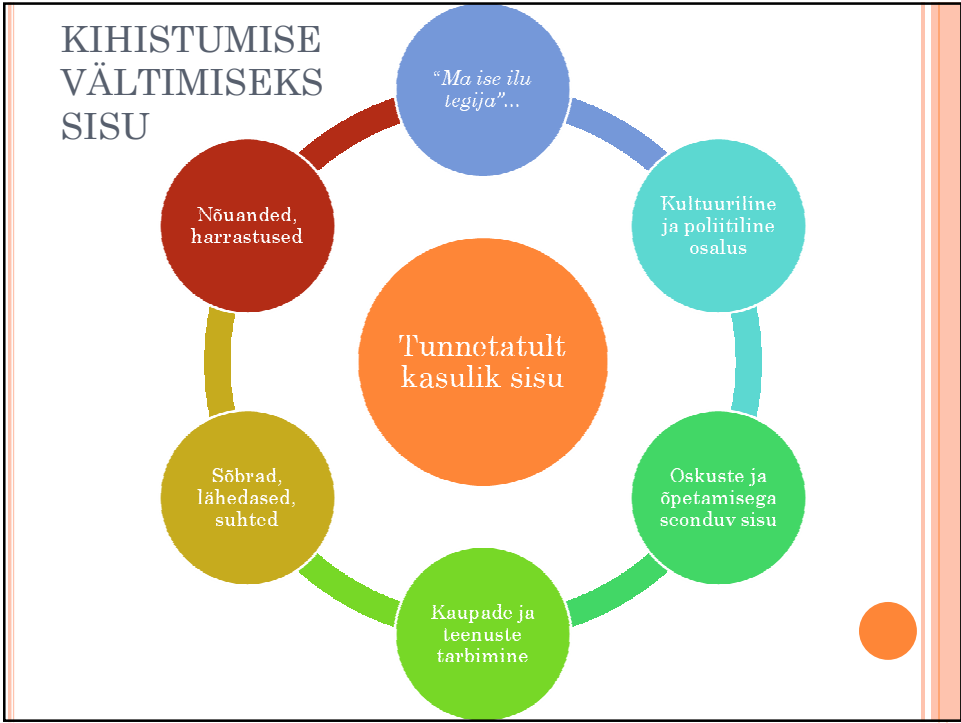 KIHISTUMISE
VÄLTIMISEKS
SISU
“Ma ise ilu
tegija”...
Kultuuriline
ja poliitiline
osalus
Oskuste ja
õpetamisega
seonduv sisu
Kaupade ja
teenuste
tarbimine
Sõbrad,
lähedased,
suhted
Nõuanded,
harrastused
Tunnetatult
kasulik sisu